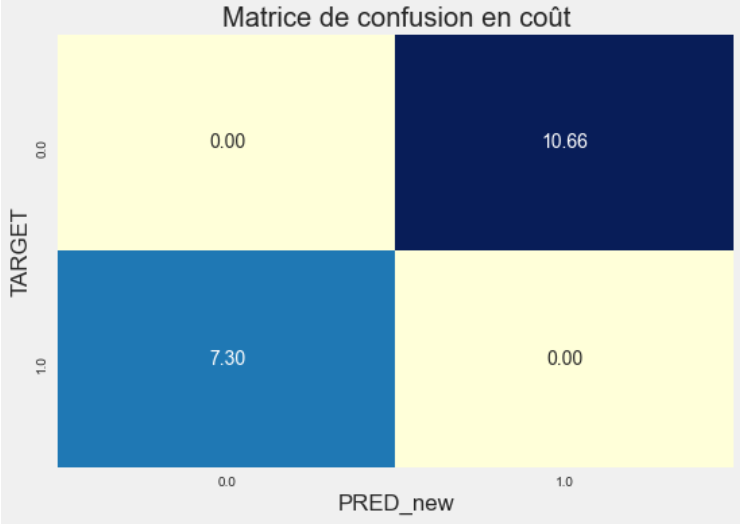 Matrice de confusion en coût
0.00 10.66
0.0
TARGET
7.30 0.00
1.0
0.0 1.0
PRED_new